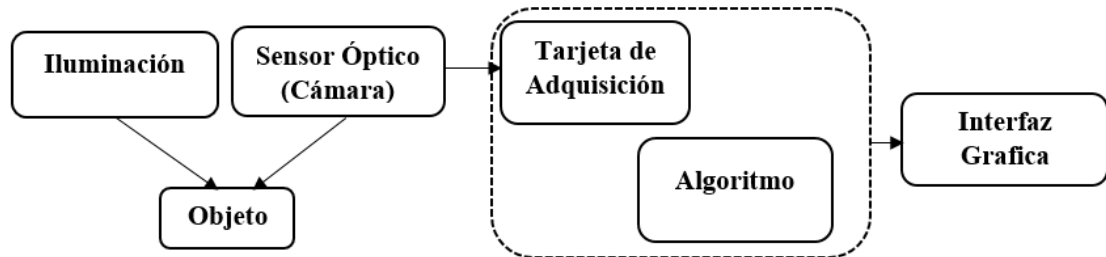 Iluminación
Sensor Óptico
(Cámara)
Tarjeta de
Adquisición
Interfaz
Grafica
Algoritmo
Objeto